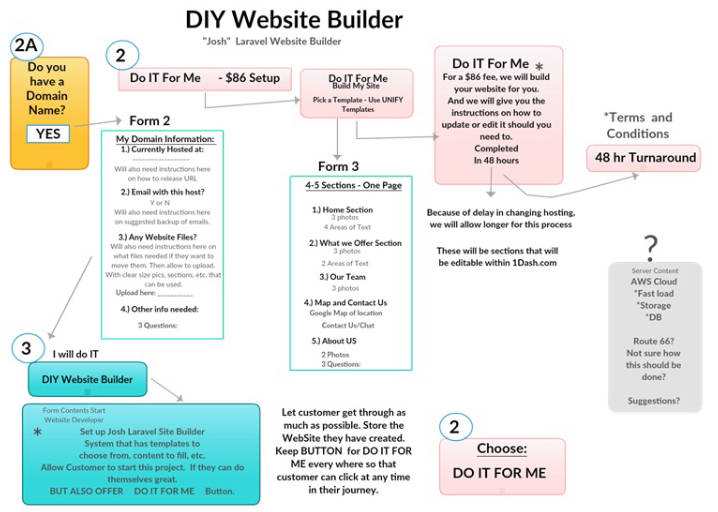 DIY Website Builder
"Josh" Laravel Website Builder
2A
Do you
have a
Domain
Name?
YES
2
Do IT For Me - $86 Setup
Do IT For Me
Build My Site
Pick a Template - Use UNIFY
Templates
Do IT For Me *
For a $86 fee, we will build
your website for you.
And we will give you the
instructions on how to
update or edit it should you
need to.
Completed
In 48 hours
*Terms and
Conditions
48 hr Turnaround
Form 2
My Domain Information:
1.) Currently Hosted at:
_______________
Will also need instructions here
on how to release URL
2.) Email with this host?
Y or N
Will also need instructions here
on suggested backup of emails.
3.) Any Website Files?
Will also need instructions here on
what files needed if they want to
move them. Then allow to upload.
With clear size pics, sections, etc. that
can be used.
Upload here: _________
4.) Other info needed:
3 Questions:
Form 3
4-5 Sections - One Page
1.) Home Section
3 photos
4 Areas of Text
2.) What we Offer Section
3 photos
2 Areas of Text
3.) Our Team
3 photos
4.) Map and Contact Us
Google Map of location
Contact Us/Chat
5.) About US
2 Photos
3 Questions:
Because of delay in changing hosting,
we will allow longer for this process
These will be sections that will
be editable within 1Dash.com
?
Server Content
AWS Cloud
*Fast load
*Storage
*DB
Route 66?
Not sure how
this should be
done?
Suggestions?
3
I will do IT
DIY Website Builder
Form Contents Start
Website Developer
* Set up Josh Laravel Site Builder
System that has templates to
choose from, content to fill, etc.
Allow Customer to start this project. If they can do
themselves great.
BUT ALSO OFFER DO IT FOR ME Button.
Let customer get through as
much as possible. Store the
WebSite they have created.
Keep BUTTON for DO IT FOR
ME every where so that
customer can click at any time
in their journey.
2
Choose:
DO IT FOR ME